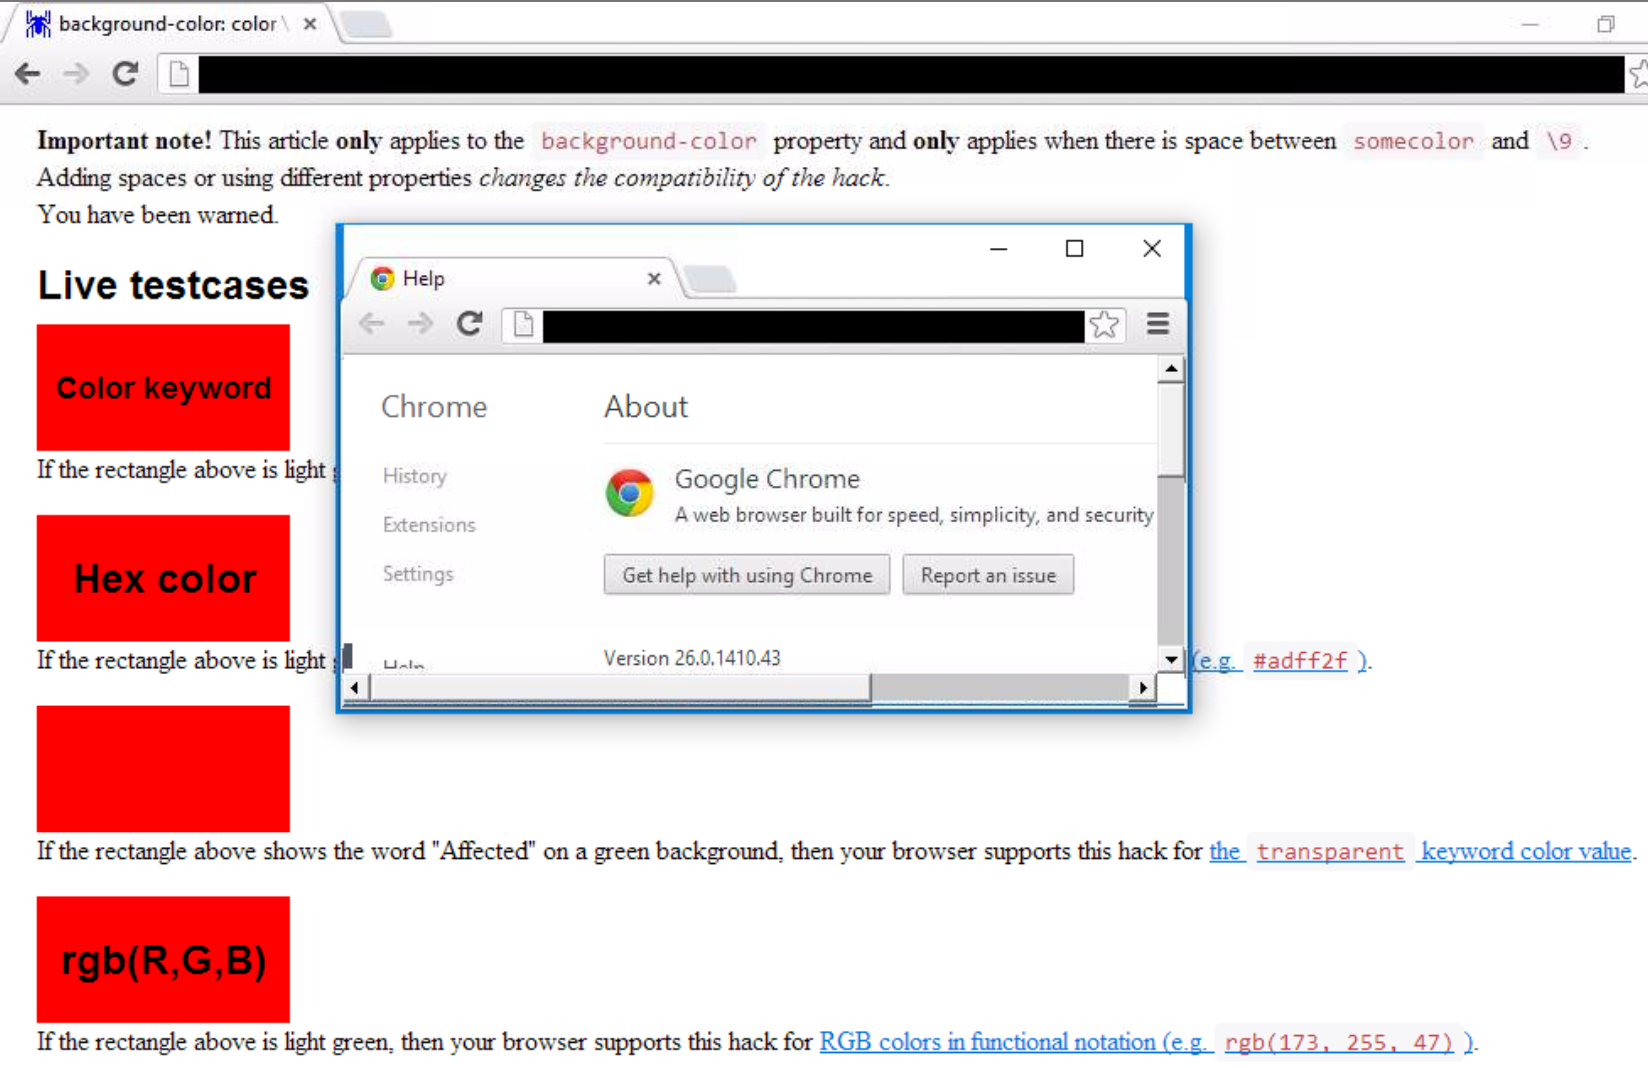 background-color: color \
Important note! This article only applies to the background-color property and only applies when there is space between somecolor and \9 .
Adding spaces or using different properties changes the compatibility of the hack.
You have been warned.
Live testcases
Color keyword
If the rectangle above is light
Hex color
If the rectangle above is light
(e.g. #adff2f ).
If the rectangle above shows the word "Affected" on a green background, then your browser supports this hack for the transparent keyword color value.
rgb(R,G,B)
If the rectangle above is light green, then your browser supports this hack for RGB colors in functional notation (e.g. rgb(173, 255, 47) ).
Help
Chrome
History
Extensions
Settings
Help
About
Google Chrome
A web browser built for speed, simplicity, and security
Get help with using Chrome
Report an issue
Version 26.0.1410.43